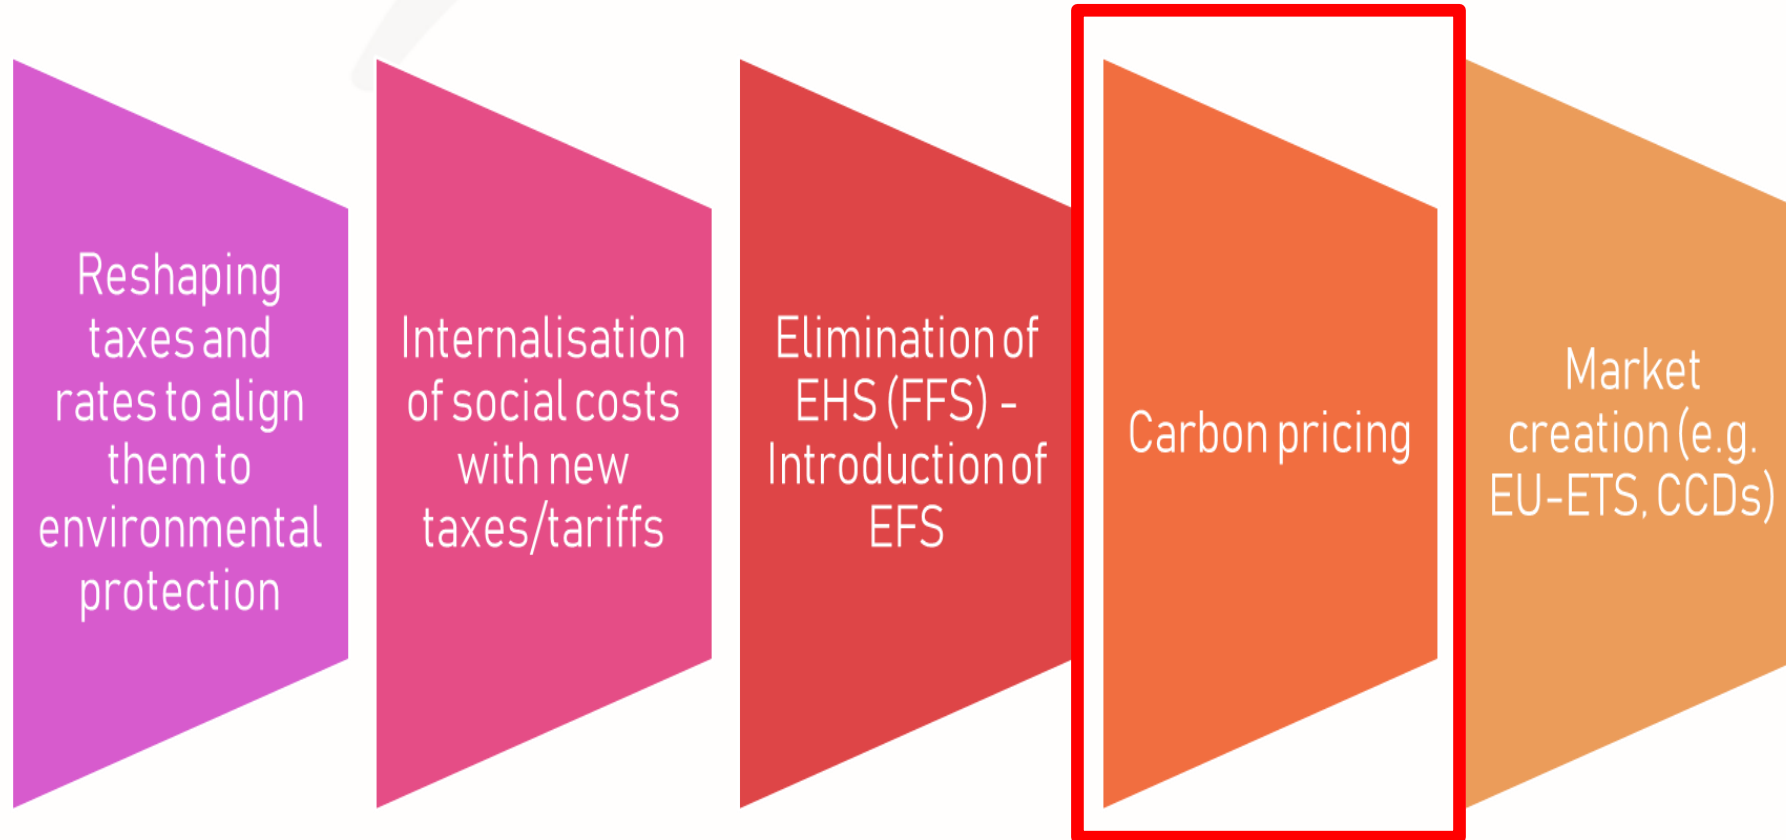 Reshaping
taxes and
rates to align
them to
environmental
protection
Internalisation
of social costs
with new
taxes/tariffs
Elimination of
EHS (FFS) -
Introduction of
EFS
Carbon pricing
Market
creation (e.g.
EU-ETS, CCDs)